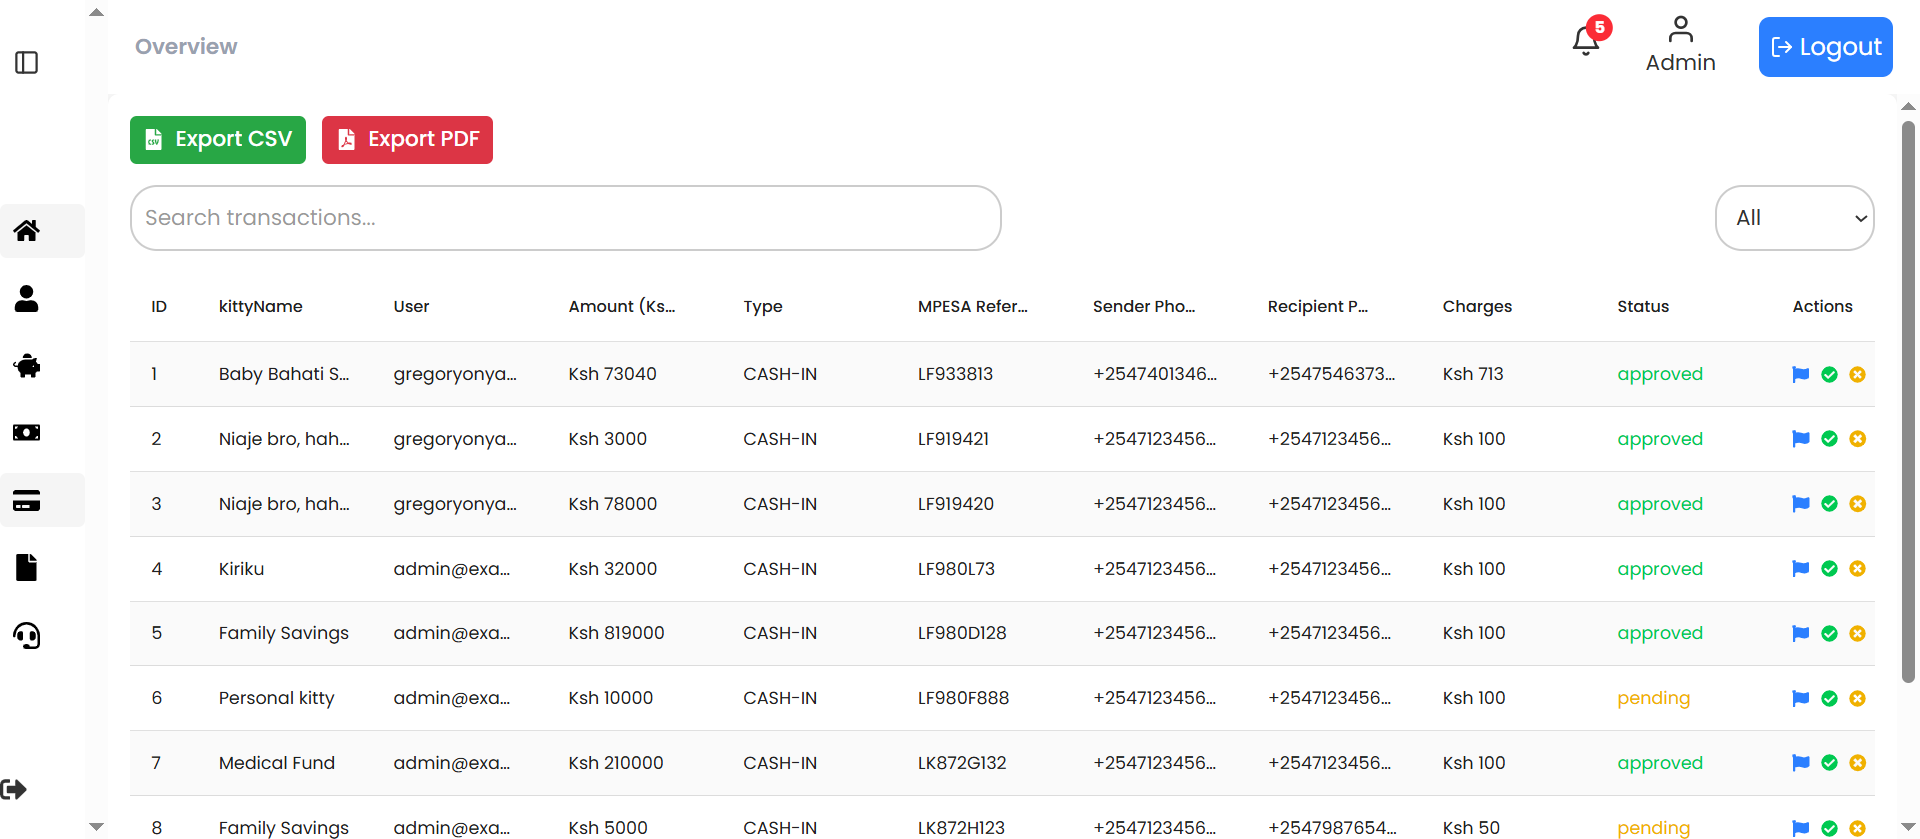 Overview
5
Admin
Logout
Export CSV
Export PDF
Search transactions...
All
ID kittyName User Amount (Ks... Type MPESA Refer... Sender Pho... Recipient P... Charges Status Actions
1 Baby Bahati S... gregoryonya... Ksh 73040 CASH-IN LF933813 +2547401346... +2547546373... Ksh 713 approved
2 Niaje bro, hah... gregoryonya... Ksh 3000 CASH-IN LF919421 +2547123456... +2547123456... Ksh 100 approved
3 Niaje bro, hah... gregoryonya... Ksh 78000 CASH-IN LF919420 +2547123456... +2547123456... Ksh 100 approved
4 Kiriku admin@exa... Ksh 32000 CASH-IN LF980L73 +2547123456... +2547123456... Ksh 100 approved
5 Family Savings admin@exa... Ksh 819000 CASH-IN LF980D128 +2547123456... +2547123456... Ksh 100 approved
6 Personal kitty admin@exa... Ksh 10000 CASH-IN LF980F888 +2547123456... +2547123456... Ksh 100 pending
7 Medical Fund admin@exa... Ksh 210000 CASH-IN LK872G132 +2547123456... +2547123456... Ksh 100 approved
8 Family Savings admin@exa... Ksh 5000 CASH-IN LK872H123 +2547123456... +2547987654... Ksh 50 pending